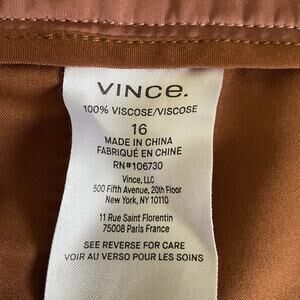 VINCE.
100% VISCOSE/VISCOSE
16
MADE IN CHINA
FABRIQUÉ EN CHINE
RN#106730
Vince, LLC
500 Fifth Avenue, 20th Floor
New York, NY 10110
11 Rue Saint Florentin
75008 Paris France
SEE REVERSE FOR CARE
VOIR AU VERSO POUR LES SOINS